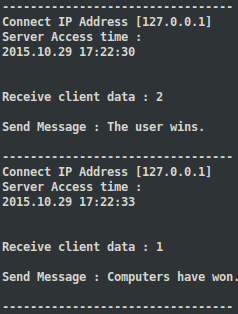 ---------------------------------
Connect IP Address [127.0.0.1]
Server Access time :
2015.10.29 17:22:30
Receive client data : 2
Send Message : The user wins.
---------------------------------
Connect IP Address [127.0.0.1]
Server Access time :
2015.10.29 17:22:33
Receive client data : 1
Send Message : Computers have won.
---------------------------------